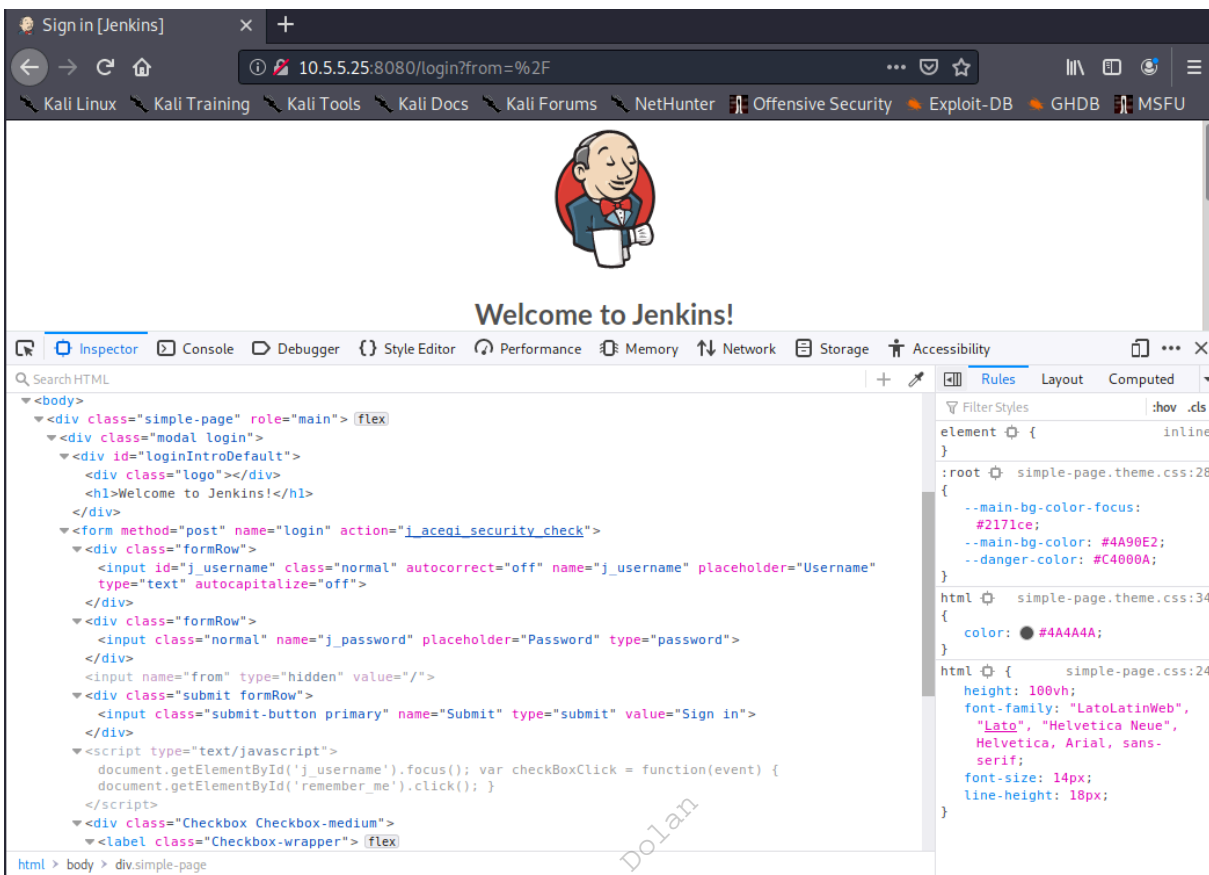 Sign in [Jenkins]
10.5.5.25:8080/login?from=%2F
Kali Linux Kali Training Kali Tools Kali Docs Kali Forums NetHunter Offensive Security Exploit-DB GHDB MSFU
Welcome to Jenkins!
Inspector Console Debugger {} Style Editor Performance Memory Network Storage Accessibility
Search HTML
<body>
<div class="simple-page" role="main"> flex
<div class="modal login">
<div id="loginIntroDefault">
<div class="logo"></div>
<h1>Welcome to Jenkins!</h1>
</div>
<form method="post" name="login" action="j_acegi_security_check">
<div class="formRow">
<input id="j_username" class="normal" autocorrect="off" name="j_username" placeholder="Username"
type="text" autocapitalize="off">
</div>
<div class="formRow">
<input class="normal" name="j_password" placeholder="Password" type="password">
</div>
<input name="from" type="hidden" value="/">
<div class="submit formRow">
<input class="submit-button primary" name="Submit" type="submit" value="Sign in">
</div>
<script type="text/javascript">
document.getElementById('j_username').focus(); var checkBoxClick = function(event) {
document.getElementById('remember_me').click(); }
</script>
<div class="Checkbox Checkbox-medium">
<label class="Checkbox-wrapper"> flex
html > body > div.simple-page
Rules Layout Computed
Filter Styles :hov .cls
element { inline
}
:root simple-page.theme.css:28
{
--main-bg-color-focus:
#2171ce;
--main-bg-color: #4A90E2;
--danger-color: #C4000A;
}
html simple-page.theme.css:34
{
color: #4A4A4A;
}
html { simple-page.css:24
height: 100vh;
font-family: "LatoLatinWeb",
"Lato", "Helvetica Neue",
Helvetica, Arial, sans-
serif;
font-size: 14px;
line-height: 18px;
}
Dolan